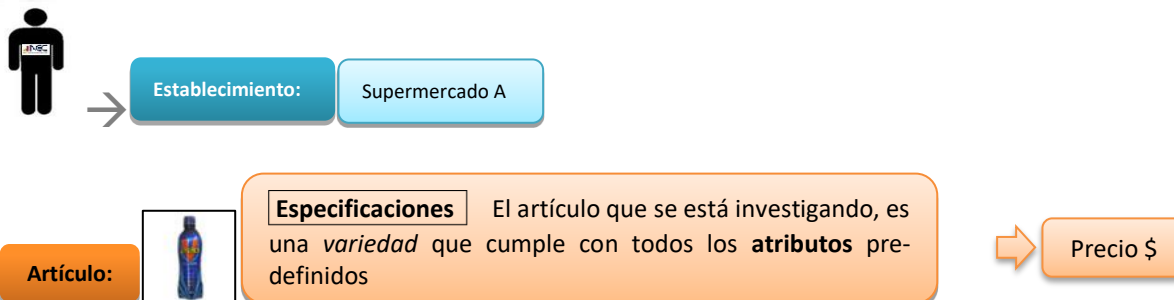 INEC
Establecimiento:
Supermercado A
Especificaciones El artículo que se está investigando, es
una variedad que cumple con todos los atributos pre-
definidos
Artículo:
Precio $